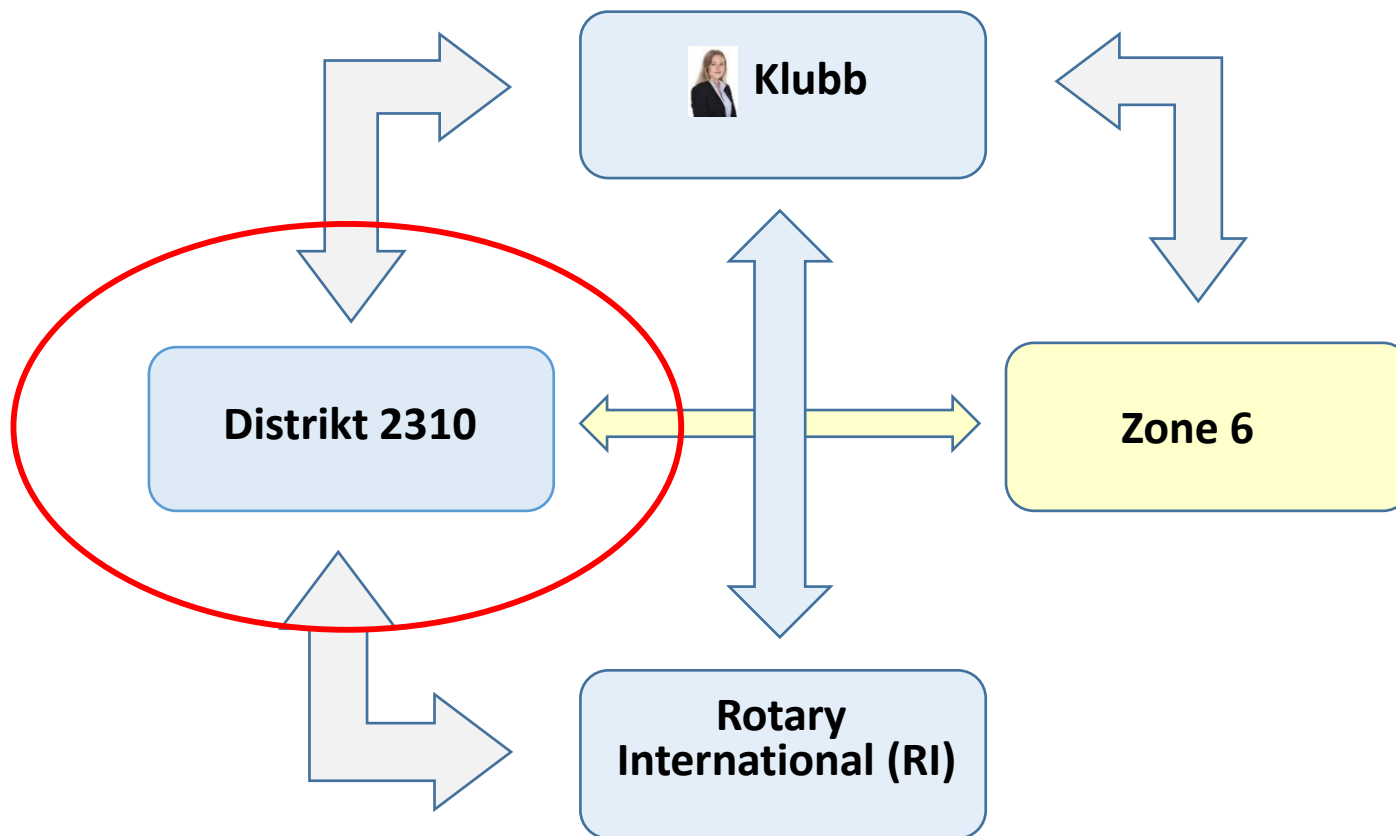 Klubb
Distrikt 2310
Zone 6
Rotary
International (RI)